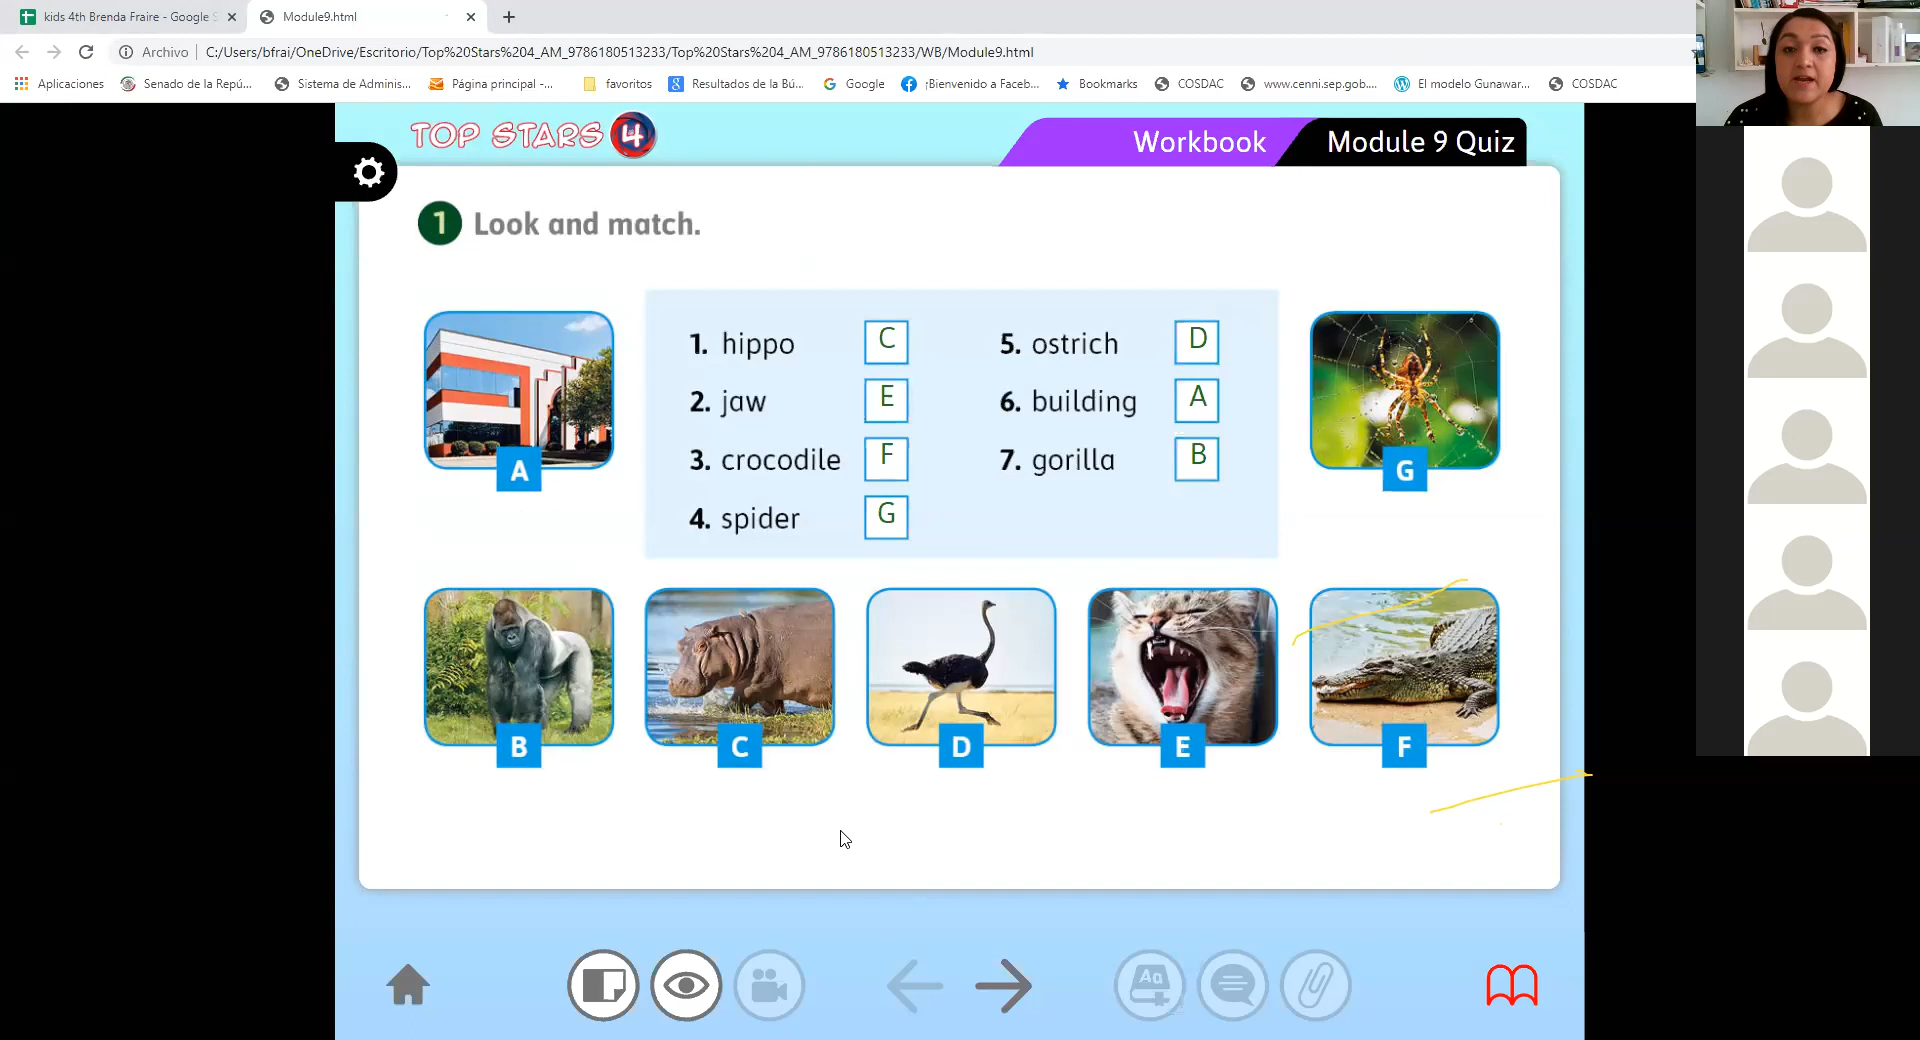 kids 4th Brenda Fraire - Google S
Module9.html
Archivo
C:/Users/bfrai/OneDrive/Escritorio/Top%20Stars%204_AM_9786180513233/Top%20Stars%204_AM_9786180513233/WB/Module9.html
Aplicaciones
Senado de la Repú...
Sistema de Adminis...
Página principal -...
favoritos
Resultados de la Bú...
Google
¡Bienvenido a Faceb...
Bookmarks
COSDAC
www.cenni.sep.gob....
El modelo Gunawar...
COSDAC
TOP STARS 4
Workbook
Module 9 Quiz
1 Look and match.
1. hippo C
2. jaw E
3. crocodile F
4. spider G
5. ostrich D
6. building A
7. gorilla B
A
G
B
C
D
E
F
Aa